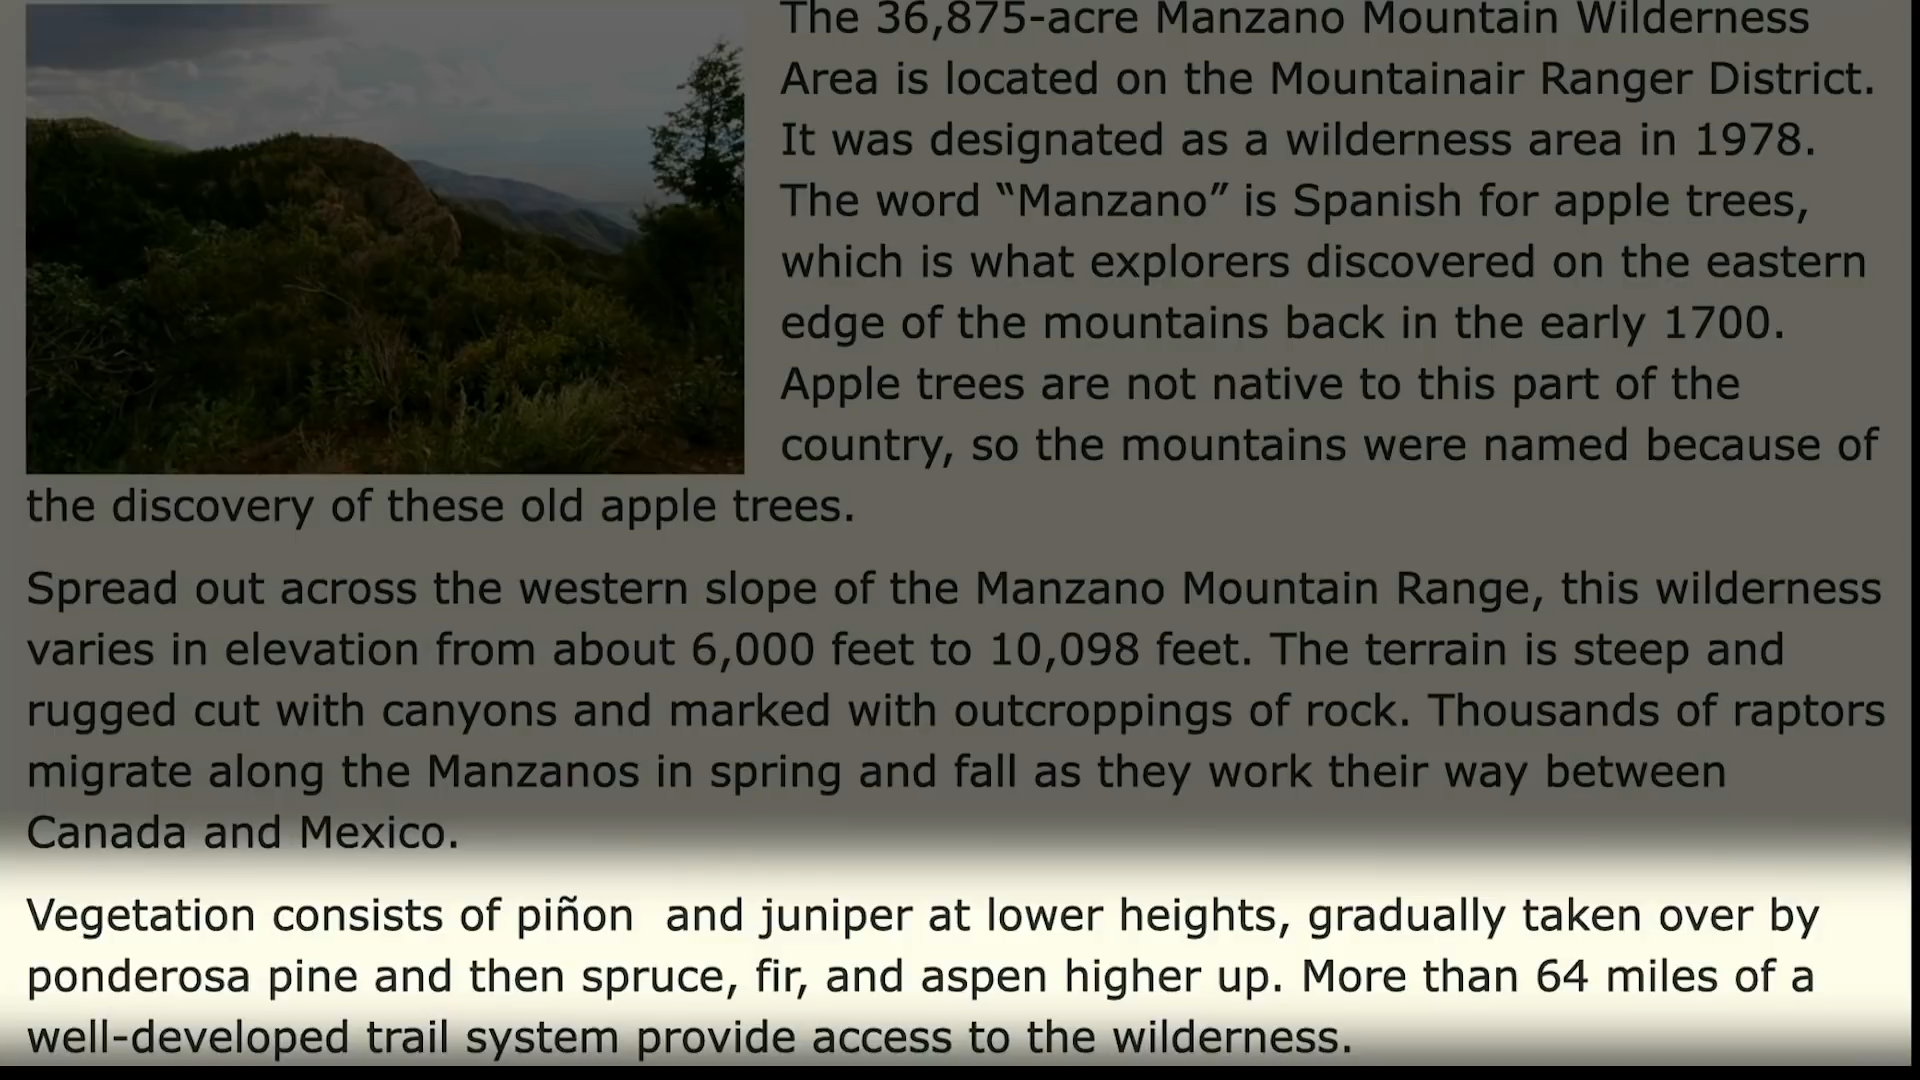 The 36,875-acre Manzano Mountain Wilderness
Area is located on the Mountainair Ranger District.
It was designated as a wilderness area in 1978.
The word “Manzano” is Spanish for apple trees,
which is what explorers discovered on the eastern
edge of the mountains back in the early 1700.
Apple trees are not native to this part of the
country, so the mountains were named because of
the discovery of these old apple trees.
Spread out across the western slope of the Manzano Mountain Range, this wilderness
varies in elevation from about 6,000 feet to 10,098 feet. The terrain is steep and
rugged cut with canyons and marked with outcroppings of rock. Thousands of raptors
migrate along the Manzanos in spring and fall as they work their way between
Canada and Mexico.
Vegetation consists of piñon  and juniper at lower heights, gradually taken over by
ponderosa pine and then spruce, fir, and aspen higher up. More than 64 miles of a
well-developed trail system provide access to the wilderness.